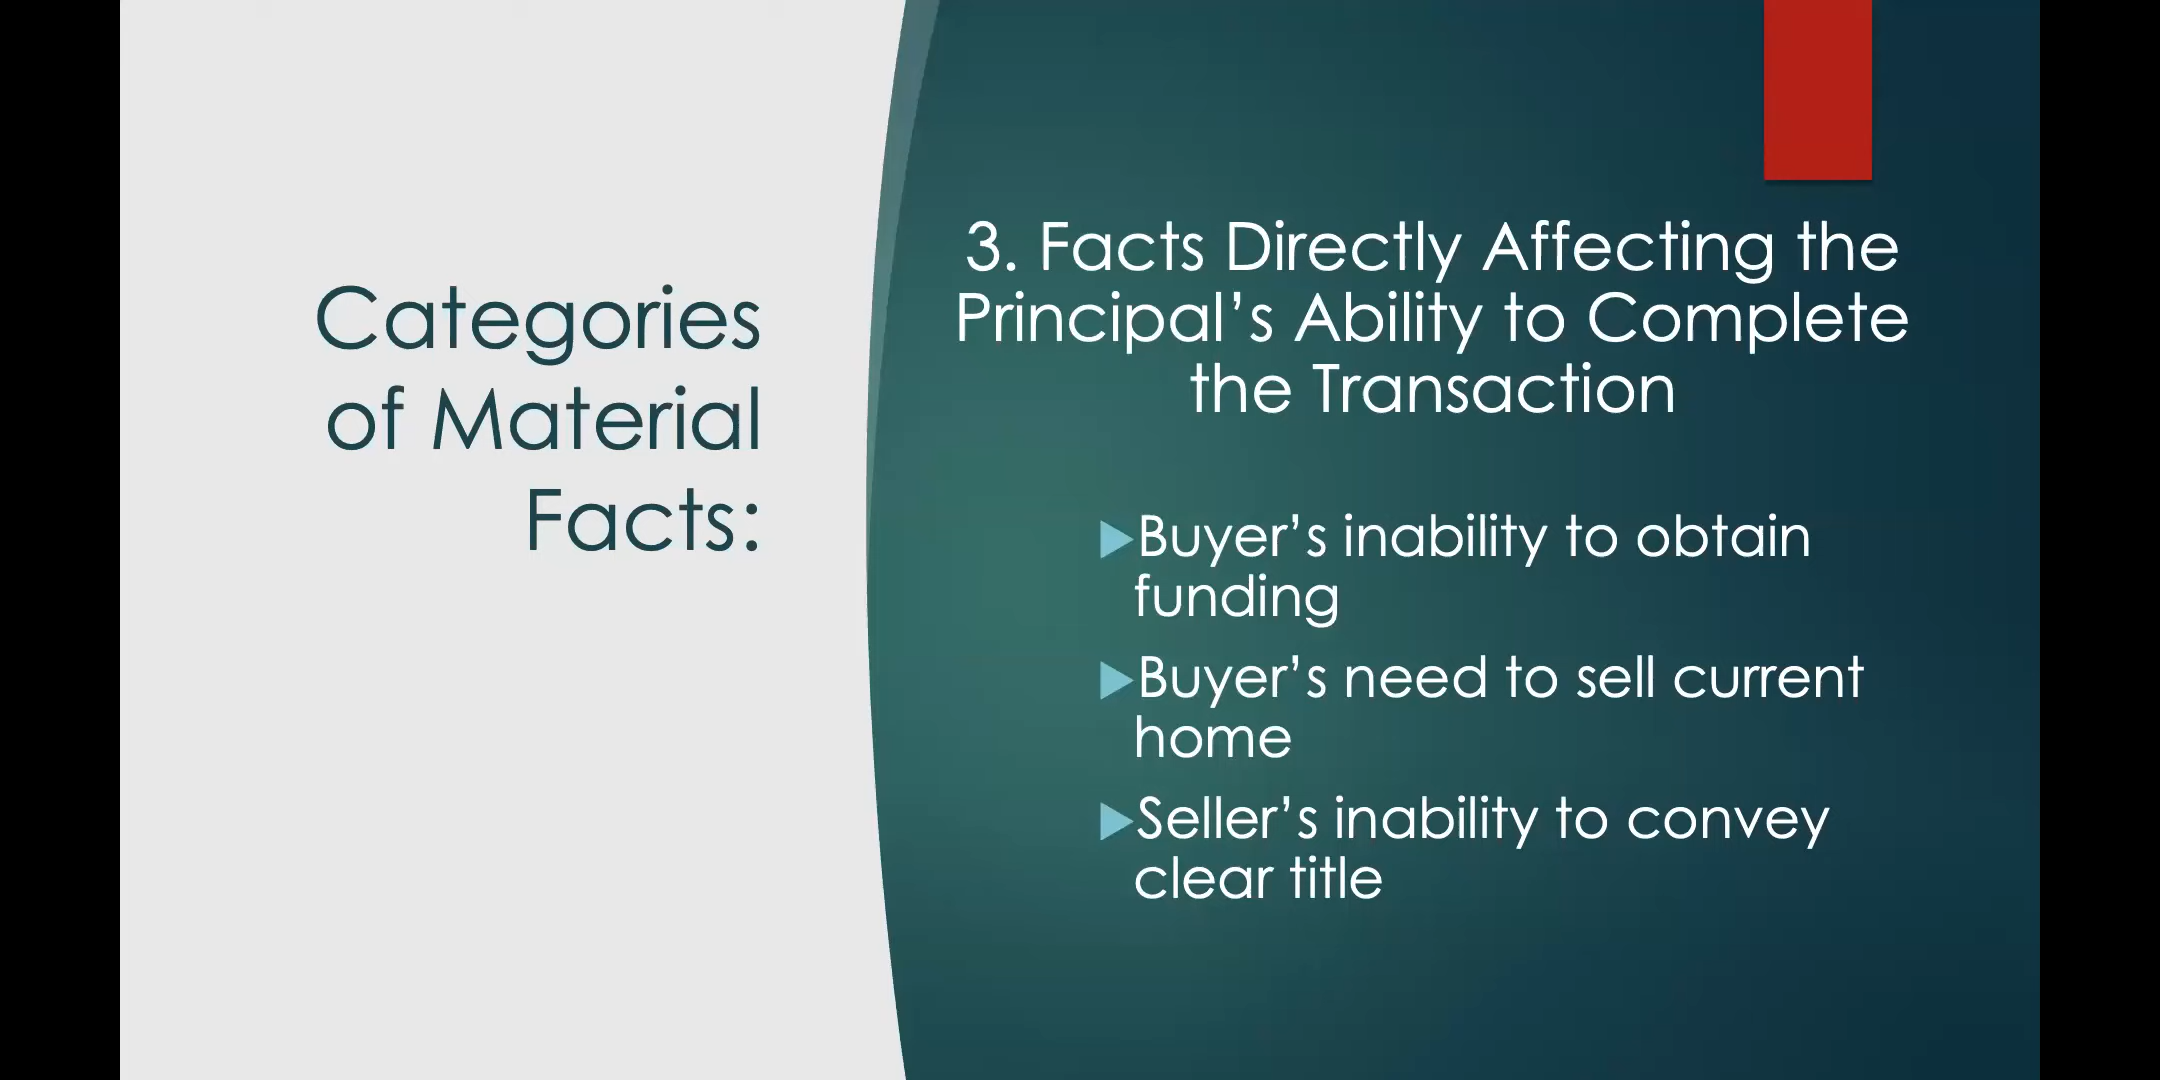 Categories
of Material
Facts:
3. Facts Directly Affecting the
Principal’s Ability to Complete
the Transaction
Buyer’s inability to obtain
funding
Buyer’s need to sell current
home
Seller’s inability to convey
clear title